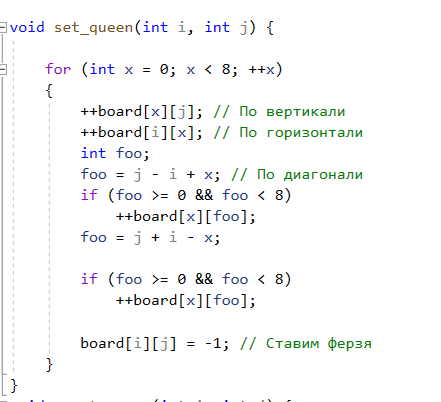 void set_queen(int i, int j) {
for (int x = 0; x < 8; ++x)
{
++board[x][j]; // По вертикали
++board[i][x]; // По горизонтали
int foo;
foo = j - i + x; // По диагонали
if (foo >= 0 && foo < 8)
++board[x][foo];
foo = j + i - x;
if (foo >= 0 && foo < 8)
++board[x][foo];
board[i][j] = -1; // Ставим ферзя
}
}